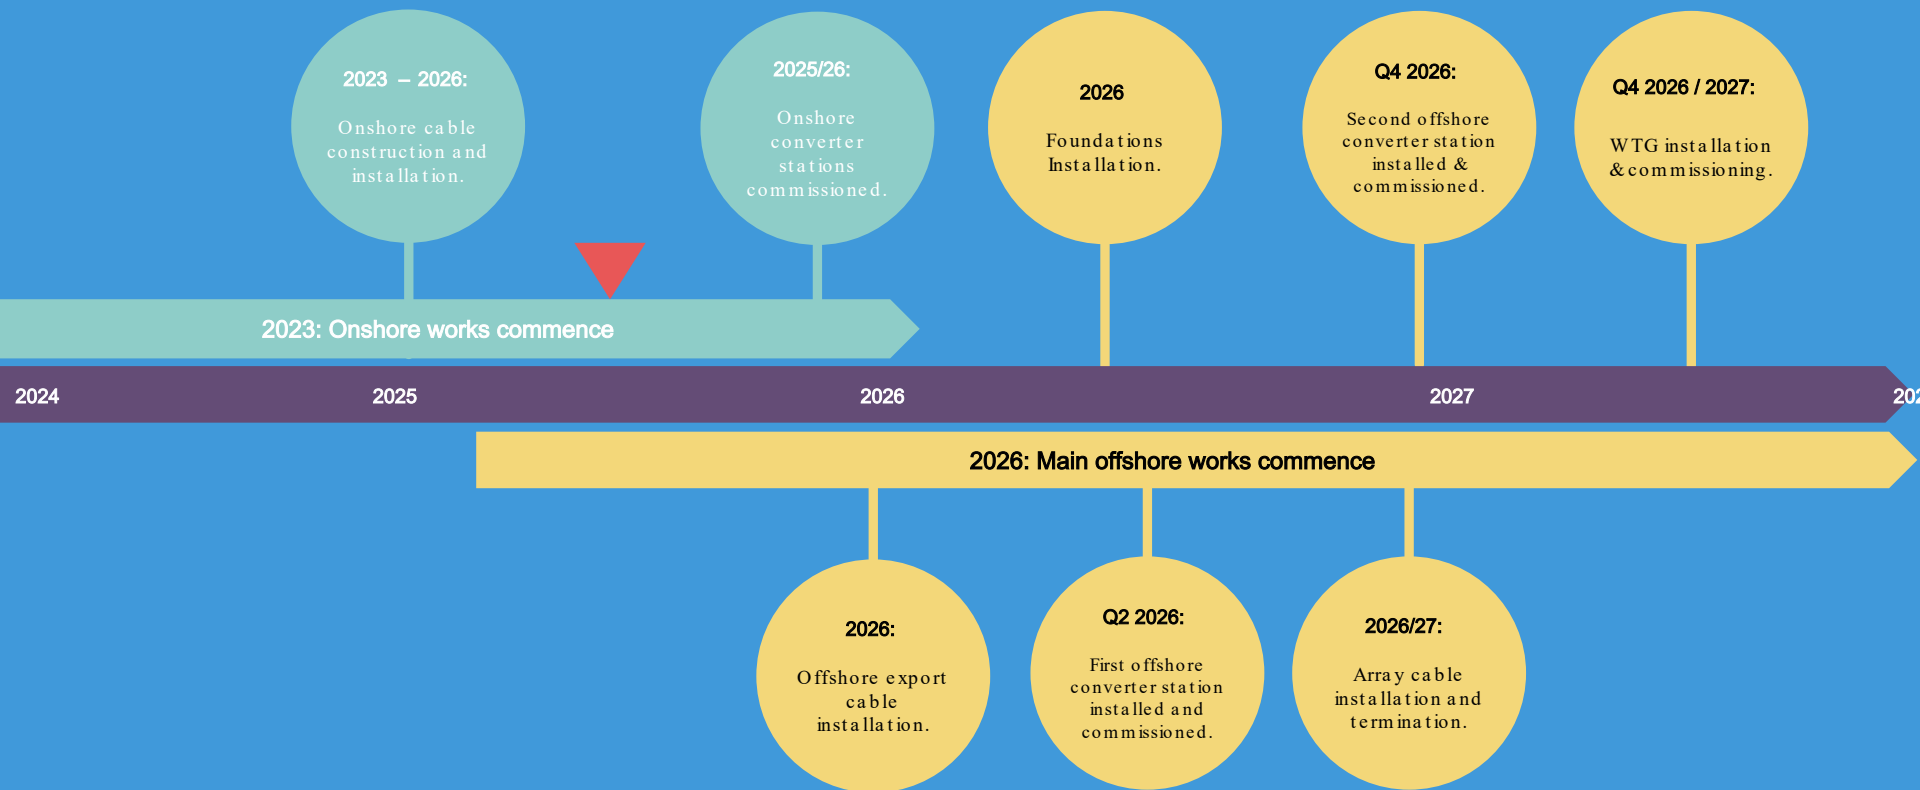 2023 – 2026:
Onshore cable
construction and
installation.
2025/26:
Onshore
converter
stations
commissioned.
2026
Foundations
Installation.
Q4 2026:
Second offshore
converter station
installed &
commissioned.
Q4 2026 / 2027:
WTG installation
& commissioning.
2023: Onshore works commence
2024
2025
2026
2027
2026: Main offshore works commence
2026:
Offshore export
cable
installation.
Q2 2026:
First offshore
converter station
installed and
commissioned.
2026/27:
Array cable
installation and
termination.